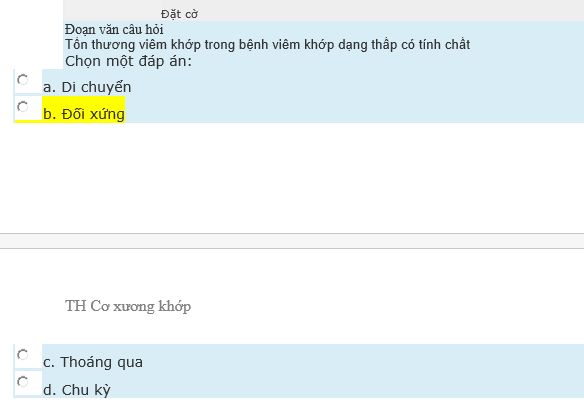 Đặt cờ
Đoạn văn câu hỏi
Tổn thương viêm khớp trong bệnh viêm khớp dạng thấp có tính chất
Chọn một đáp án:
a. Di chuyển
b. Đối xứng
TH Cơ xương khớp
c. Thoáng qua
d. Chu kỳ